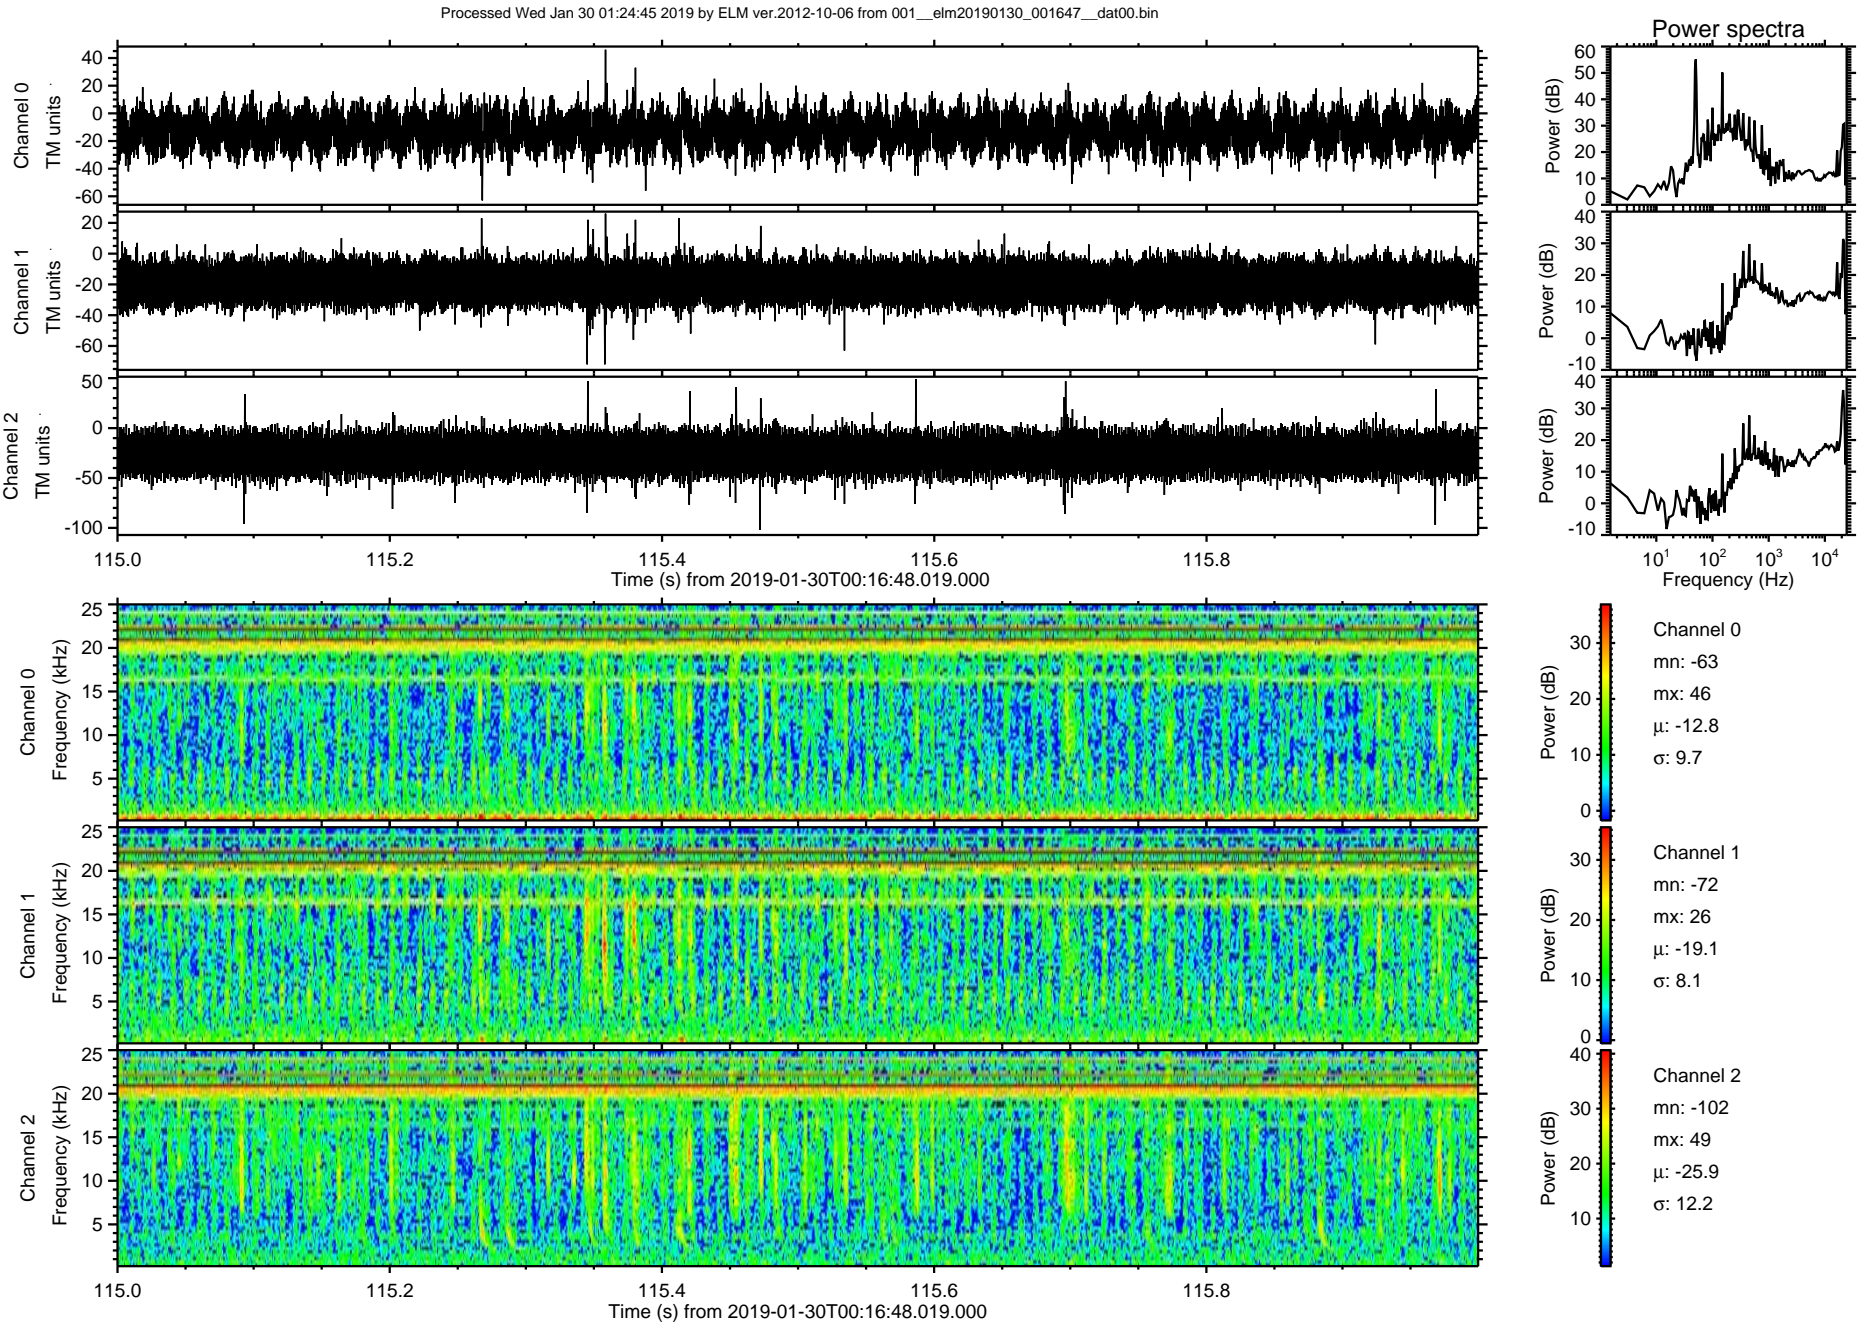 Processed Wed Jan 30 01:24:45 2019 by ELM ver.2012-10-06 from 001__elm20190130_001647__dat00.bin
Power spectra
Channel 0
TM units
40
20
0
-20
-40
-60
Power (dB)
60
50
40
30
20
10
0
Channel 1
TM units
20
0
-20
-40
-60
Power (dB)
40
30
20
10
0
-10
Channel 2
TM units
50
0
-50
-100
Power (dB)
40
30
20
10
0
-10
115.0 115.2 115.4 115.6 115.8
Time (s) from 2019-01-30T00:16:48.019.000
10¹ 10² 10³ 10⁴
Frequency (Hz)
Channel 0
Frequency (kHz)
25
20
15
10
5
Power (dB)
30
20
10
0
Channel 0
mn: -63
mx: 46
μ: -12.8
σ: 9.7
Channel 1
Frequency (kHz)
25
20
15
10
5
Power (dB)
30
20
10
0
Channel 1
mn: -72
mx: 26
μ: -19.1
σ: 8.1
Channel 2
Frequency (kHz)
25
20
15
10
5
Power (dB)
40
30
20
10
Channel 2
mn: -102
mx: 49
μ: -25.9
σ: 12.2
115.0 115.2 115.4 115.6 115.8
Time (s) from 2019-01-30T00:16:48.019.000